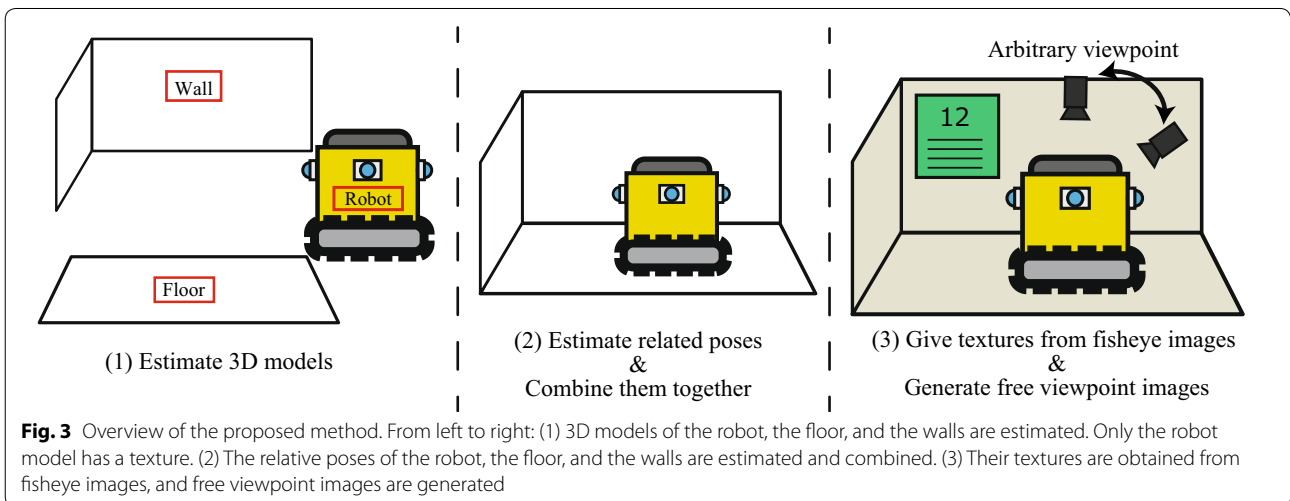 Wall
Robot
Floor
(1) Estimate 3D models
(2) Estimate related poses
&
Combine them together
Arbitrary viewpoint
12
(3) Give textures from fisheye images
&
Generate free viewpoint images
Fig. 3 Overview of the proposed method. From left to right: (1) 3D models of the robot, the floor, and the walls are estimated. Only the robot
model has a texture. (2) The relative poses of the robot, the floor, and the walls are estimated and combined. (3) Their textures are obtained from
fisheye images, and free viewpoint images are generated